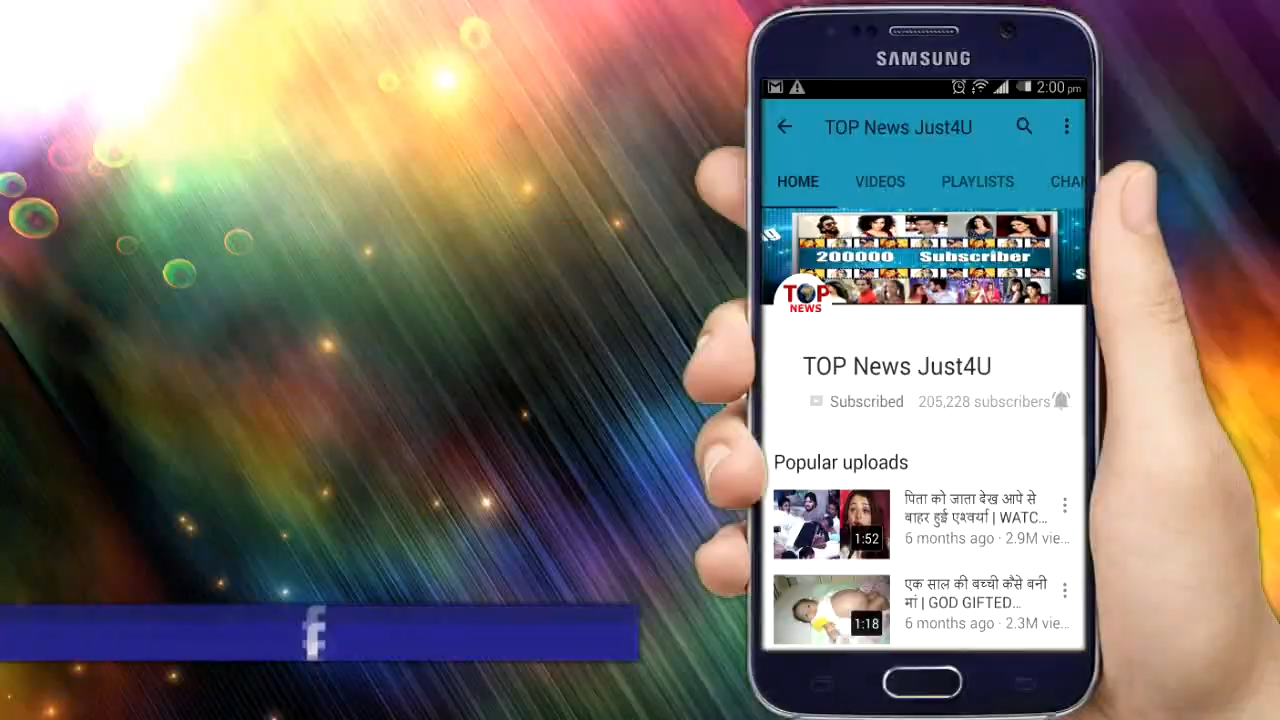 SAMSUNG
2:00 pm
TOP News Just4U
HOME VIDEOS PLAYLISTS CHA
200000 Subscriber
TOP
NEWS
TOP News Just4U
Subscribed 205,228 subscribers
Popular uploads
पिता को जाता देख आपे से
बाहर हुई एश्वर्या | WATC...
6 months ago · 2.9M vie...
1:52
एक साल की बच्ची कैसे बनी
मां | GOD GIFTED...
6 months ago · 2.3M vie...
1:18
f